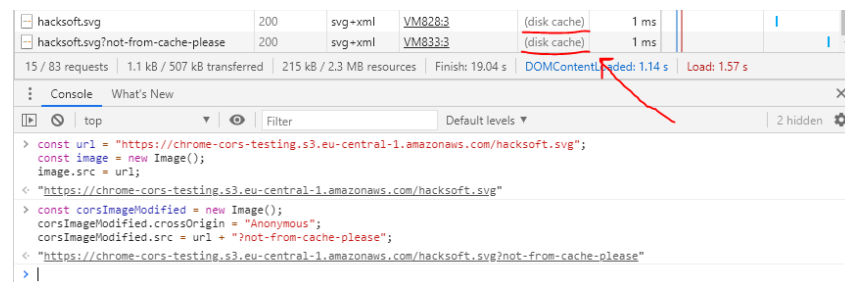 hacksoft.svg 200 svg+xml VM828:3 (disk cache) 1 ms
hacksoft.svg?not-from-cache-please 200 svg+xml VM833:3 (disk cache) 1 ms
15 / 83 requests 1.1 kB / 507 kB transferred 215 kB / 2.3 MB resources Finish: 19.04 s DOMContentLoaded: 1.14 s Load: 1.57 s
Console What's New
top Filter Default levels 2 hidden
> const url = "https://chrome-cors-testing.s3.eu-central-1.amazonaws.com/hacksoft.svg";
const image = new Image();
image.src = url;
"https://chrome-cors-testing.s3.eu-central-1.amazonaws.com/hacksoft.svg"
> const corsImageModified = new Image();
corsImageModified.crossOrigin = "Anonymous";
corsImageModified.src = url + "?not-from-cache-please";
"https://chrome-cors-testing.s3.eu-central-1.amazonaws.com/hacksoft.svg?not-from-cache-please"
>